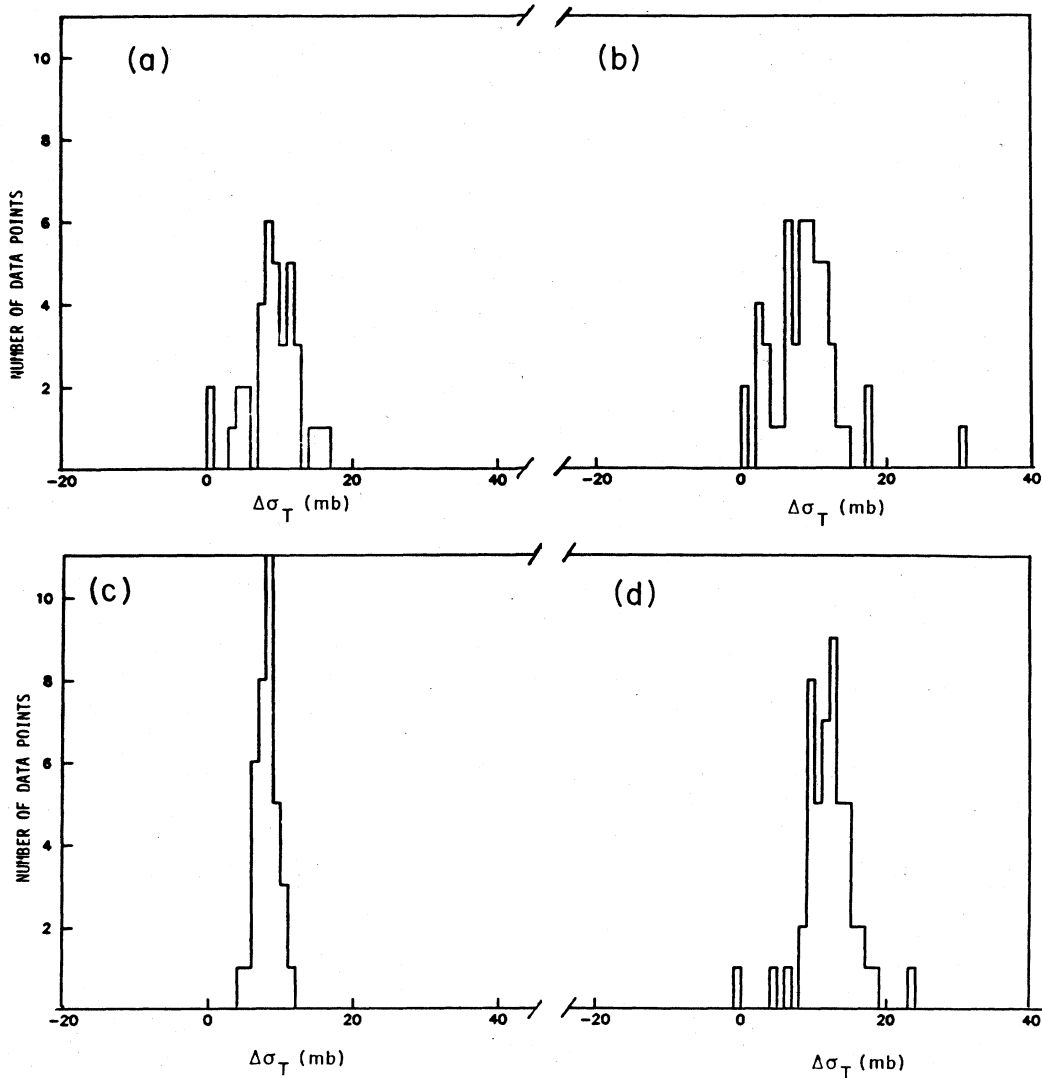 (a)
(b)
10
8
6
4
2
NUMBER OF DATA POINTS
-20 0 20 40
-20 0 20 40
Δσ_T (mb)
Δσ_T (mb)
(c)
(d)
10
8
6
4
2
NUMBER OF DATA POINTS
-20 0 20 40
-20 0 20 40
Δσ_T (mb)
Δσ_T (mb)